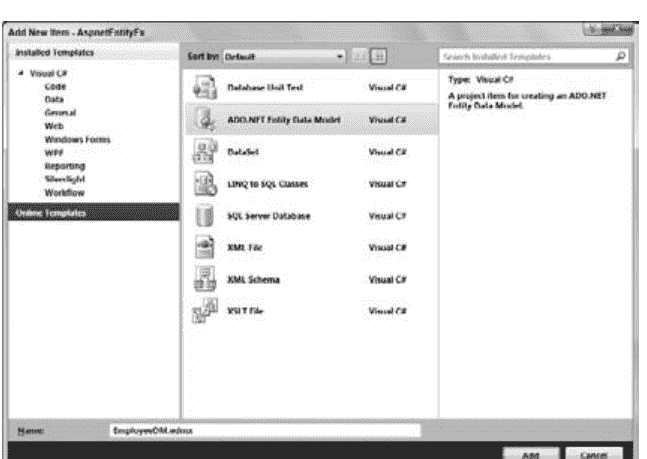 Add New Item - AspnetEntityFx
Installed Templates
Visual C#
Code
Data
General
Web
Windows Forms
WPF
Reporting
Silverlight
Workflow
Online Templates
Sort by: Default
Search Installed Templates
Database Unit Test Visual C#
ADO.NET Entity Data Model Visual C#
DataSet Visual C#
LINQ to SQL Classes Visual C#
SQL Server Database Visual C#
XML File Visual C#
XML Schema Visual C#
XSLT File Visual C#
Type: Visual C#
A project item for creating an ADO.NET
Entity Data Model.
Name: EmployeeDM.edmx
Add Cancel